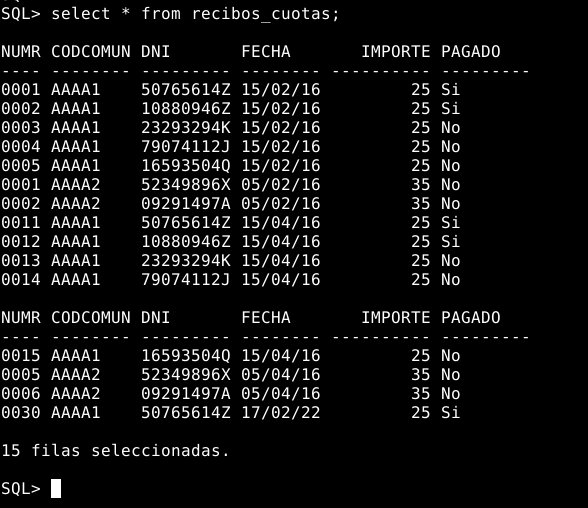 SQL> select * from recibos_cuotas;
NUMR CODCOMUN DNI       FECHA       IMPORTE PAGADO
---- -------- --------- -------- ---------- ---------
0001 AAAA1    50765614Z 15/02/16         25 Si
0002 AAAA1    10880946Z 15/02/16         25 Si
0003 AAAA1    23293294K 15/02/16         25 No
0004 AAAA1    79074112J 15/02/16         25 No
0005 AAAA1    16593504Q 15/02/16         25 No
0001 AAAA2    52349896X 05/02/16         35 No
0002 AAAA2    09291497A 05/02/16         35 No
0011 AAAA1    50765614Z 15/04/16         25 Si
0012 AAAA1    10880946Z 15/04/16         25 Si
0013 AAAA1    23293294K 15/04/16         25 No
0014 AAAA1    79074112J 15/04/16         25 No
NUMR CODCOMUN DNI       FECHA       IMPORTE PAGADO
---- -------- --------- -------- ---------- ---------
0015 AAAA1    16593504Q 15/04/16         25 No
0005 AAAA2    52349896X 05/04/16         35 No
0006 AAAA2    09291497A 05/04/16         35 No
0030 AAAA1    50765614Z 17/02/22         25 Si
15 filas seleccionadas.
SQL>